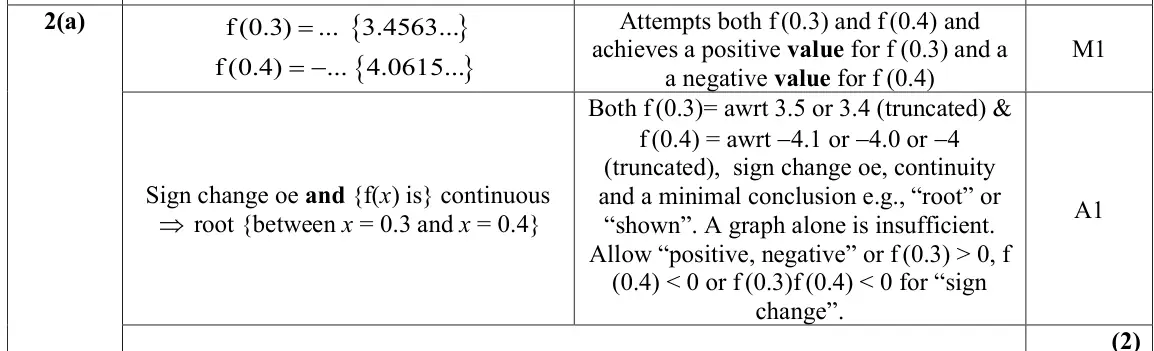 2(a)
f(0.3) = ... {3.4563...}
f(0.4) = −... {4.0615...}
Attempts both f(0.3) and f(0.4) and
achieves a positive value for f(0.3) and a
a negative value for f(0.4)
M1
Sign change oe and {f(x) is} continuous
⇒ root {between x = 0.3 and x = 0.4}
Both f(0.3)= awrt 3.5 or 3.4 (truncated) &
f(0.4) = awrt –4.1 or –4.0 or –4
(truncated), sign change oe, continuity
and a minimal conclusion e.g., “root” or
“shown”. A graph alone is insufficient.
Allow “positive, negative” or f(0.3) > 0, f
(0.4) < 0 or f(0.3)f(0.4) < 0 for “sign
change”.
A1
(2)